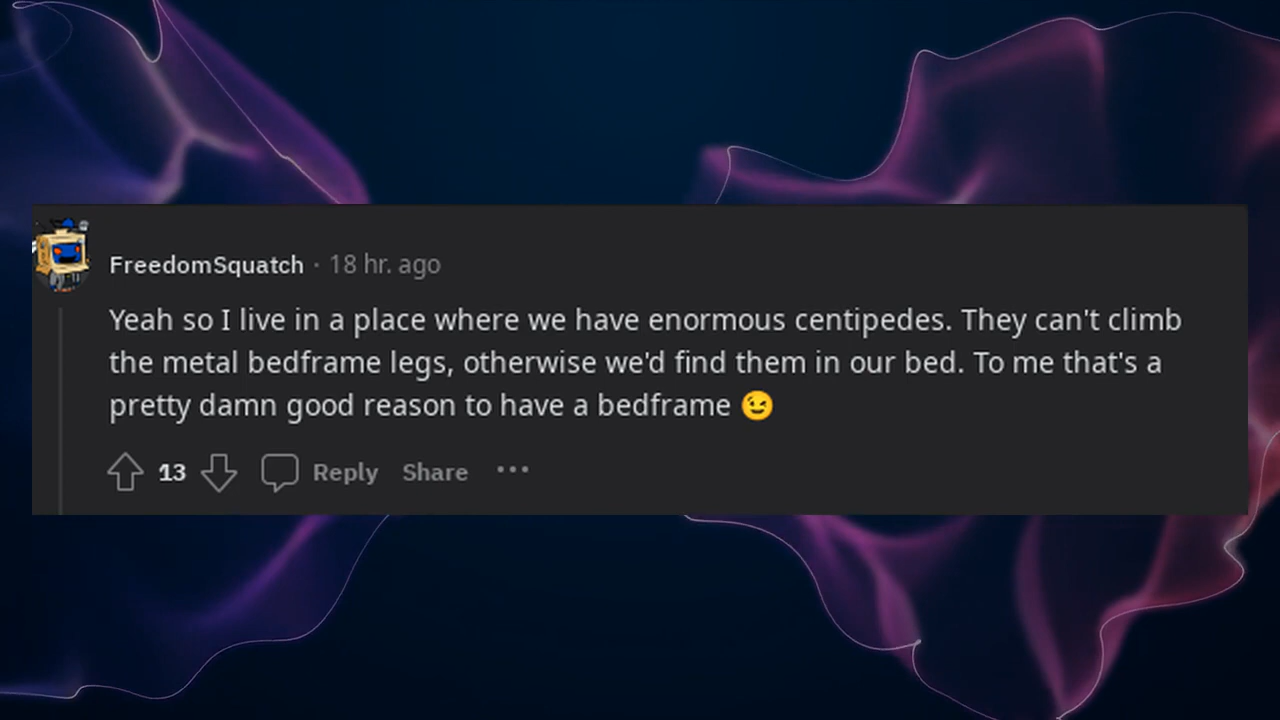 FreedomSquatch · 18 hr. ago
Yeah so I live in a place where we have enormous centipedes. They can't climb
the metal bedframe legs, otherwise we'd find them in our bed. To me that's a
pretty damn good reason to have a bedframe 😉
13 Reply Share •••